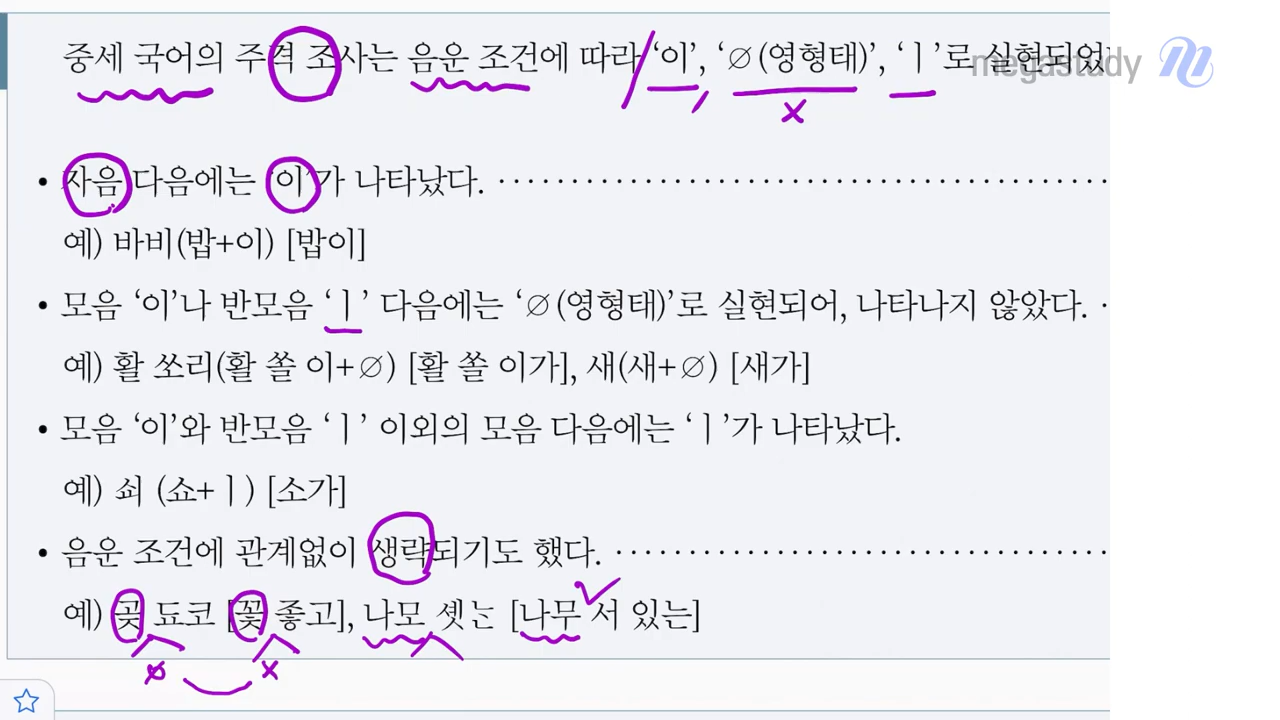 중세 국어의 주격 조사는 음운 조건에 따라 ‘이’, ‘∅(영형태)’, ‘ㅣ’로 실현되었
megastudy
• 자음 다음에는 ‘이’가 나타났다. ····················
예) 바비(밥+이) [밥이]
• 모음 ‘이’나 반모음 ‘ㅣ’ 다음에는 ‘∅(영형태)’로 실현되어, 나타나지 않았다. ·
예) 활 쏘리(활 쏠 이+∅) [활 쏠 이가], 새(새+∅) [새가]
• 모음 ‘이’와 반모음 ‘ㅣ’ 이외의 모음 다음에는 ‘ㅣ’가 나타났다.
예) 쇠 (쇼+ㅣ) [소가]
• 음운 조건에 관계없이 생략되기도 했다. ····················
예) 곶 됴코 [꽃 좋고], 나모 솃ᄂᆞᆫ [나무 서 있는]